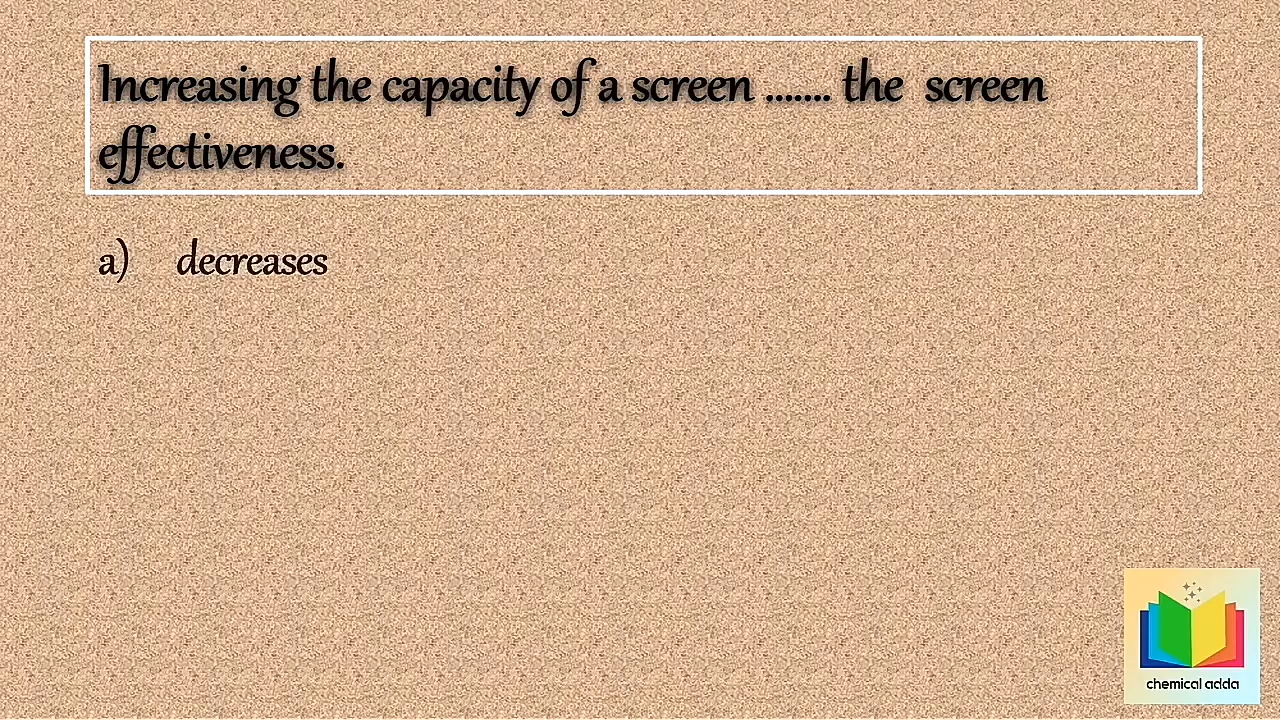 Increasing the capacity of a screen ....... the screen
effectiveness.
a) decreases
chemical adda